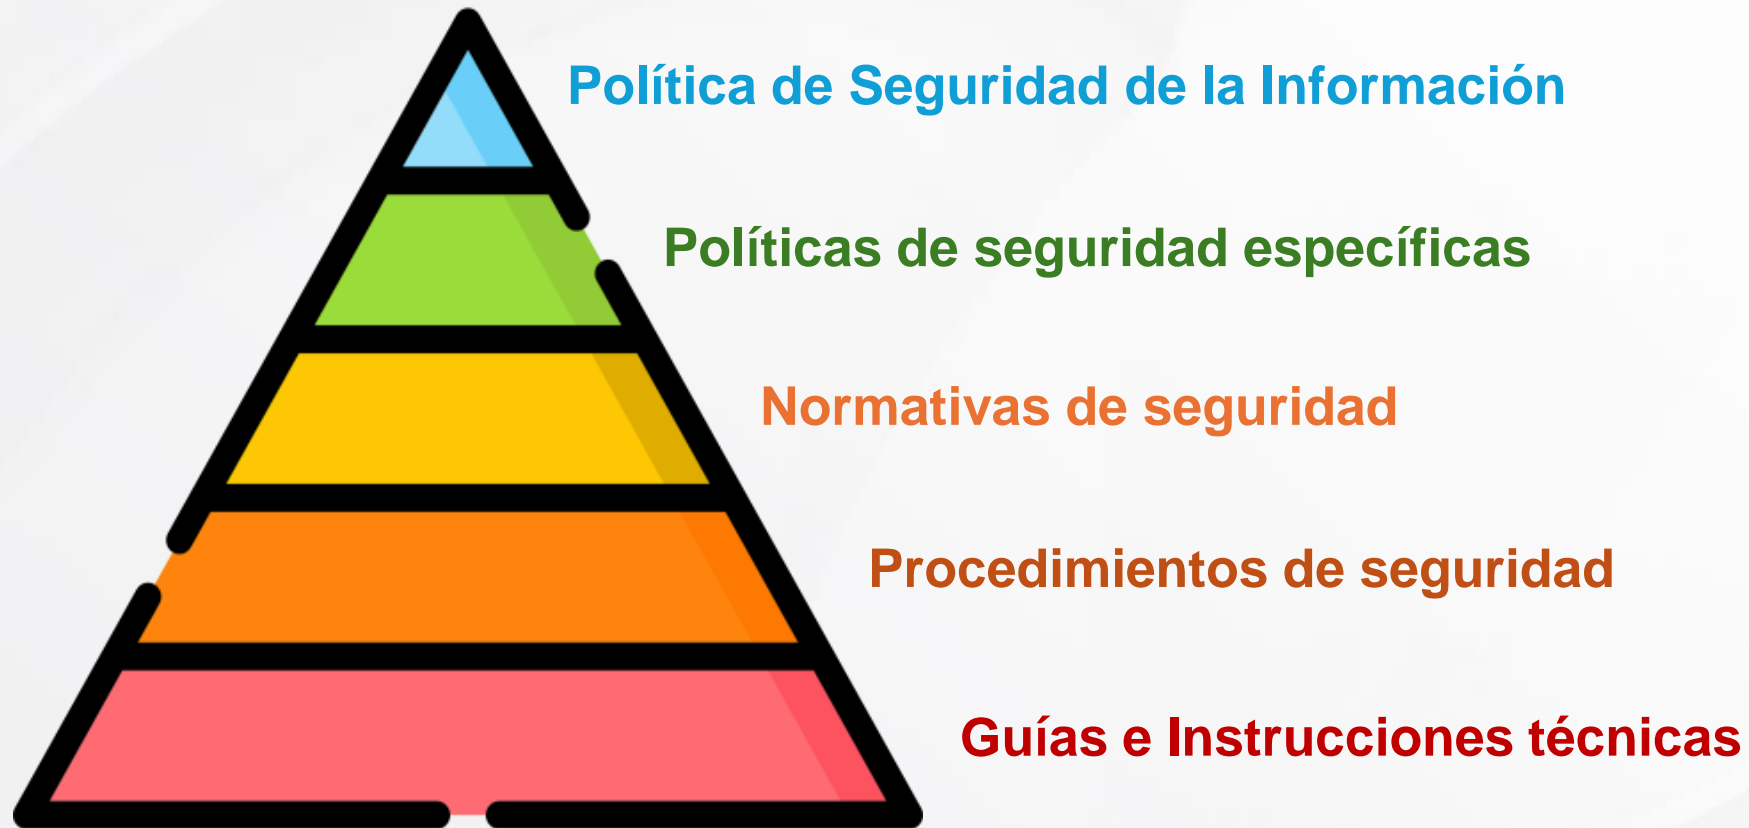 Política de Seguridad de la Información
Políticas de seguridad específicas
Normativas de seguridad
Procedimientos de seguridad
Guías e Instrucciones técnicas